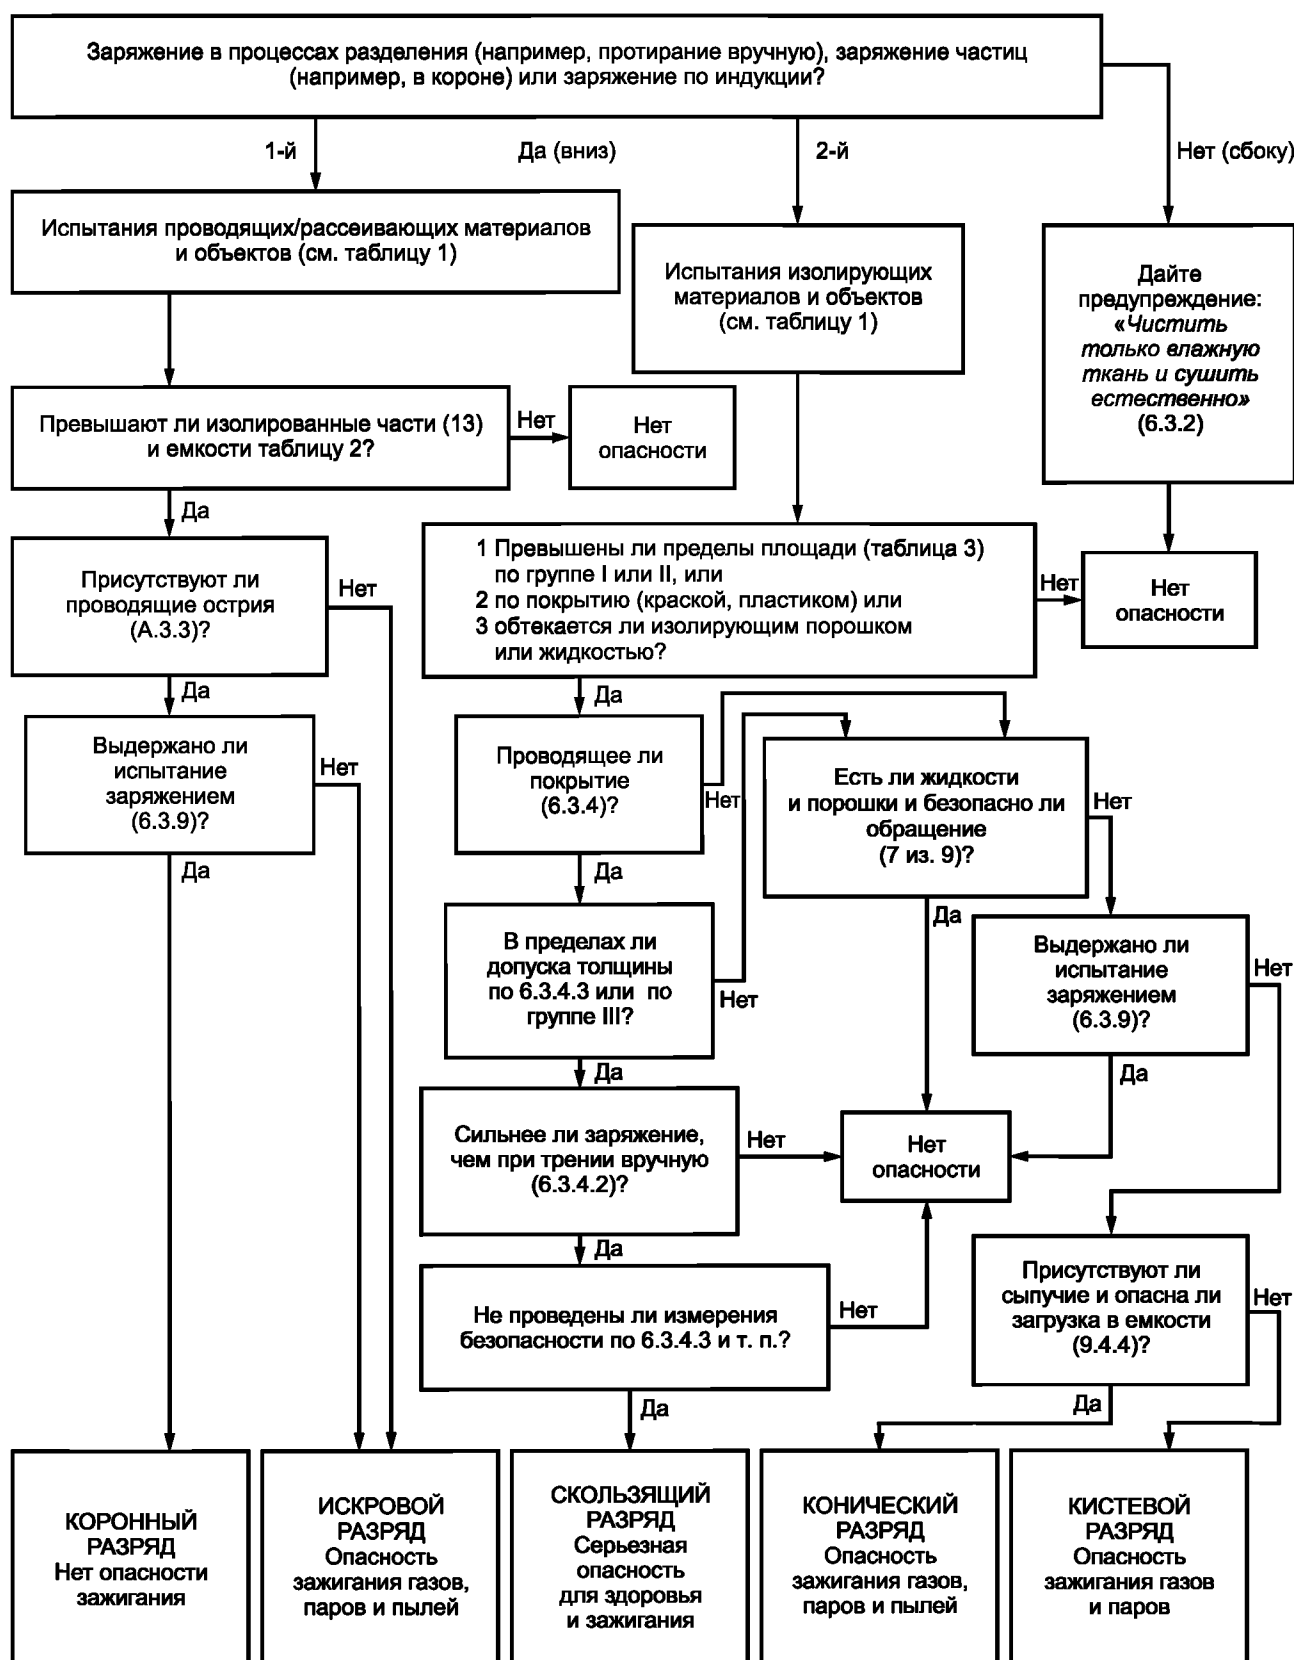 Заряжение в процессах разделения (например, протирание вручную), заряжение частиц
(например, в короне) или заряжение по индукции?
1-й
Да (вниз)
2-й
Нет (сбоку)
Испытания проводящих/рассеивающих материалов
и объектов (см. таблицу 1)
Испытания изолирующих
материалов и объектов
(см. таблицу 1)
Дайте
предупреждение:
«Чистить
только влажную
ткань и сушить
естественно»
(6.3.2)
Превышают ли изолированные части (13)
и емкости таблицу 2?
Нет
Нет
опасности
Да
1 Превышены ли пределы площади (таблица 3)
по группе I или II, или
2 по покрытию (краской, пластиком) или
3 обтекается ли изолирующим порошком
или жидкостью?
Нет
Нет
опасности
Присутствуют ли
проводящие острия
(А.3.3)?
Нет
Да
Да
Выдержано ли
испытание
заряжением
(6.3.9)?
Нет
Да
Проводящее ли
покрытие
(6.3.4)?
Нет
Да
Есть ли жидкости
и порошки и безопасно ли
обращение
(7 из. 9)?
Нет
Да
В пределах ли
допуска толщины
по 6.3.4.3 или по
группе III?
Нет
Да
Выдержано ли
испытание
заряжением
(6.3.9)?
Нет
Да
Сильнее ли заряжение,
чем при трении вручную
(6.3.4.2)?
Нет
Да
Нет
опасности
Не проведены ли измерения
безопасности по 6.3.4.3 и т. п.?
Нет
Да
Присутствуют ли
сыпучие и опасна ли
загрузка в емкости
(9.4.4)?
Нет
Да
КОРОННЫЙ
РАЗРЯД
Нет опасности
зажигания
ИСКРОВОЙ
РАЗРЯД
Опасность
зажигания газов,
паров и пылей
СКОЛЬЗЯЩИЙ
РАЗРЯД
Серьезная
опасность
для здоровья
и зажигания
КОНИЧЕСКИЙ
РАЗРЯД
Опасность
зажигания газов,
паров и пылей
КИСТЕВОЙ
РАЗРЯД
Опасность
зажигания газов
и паров